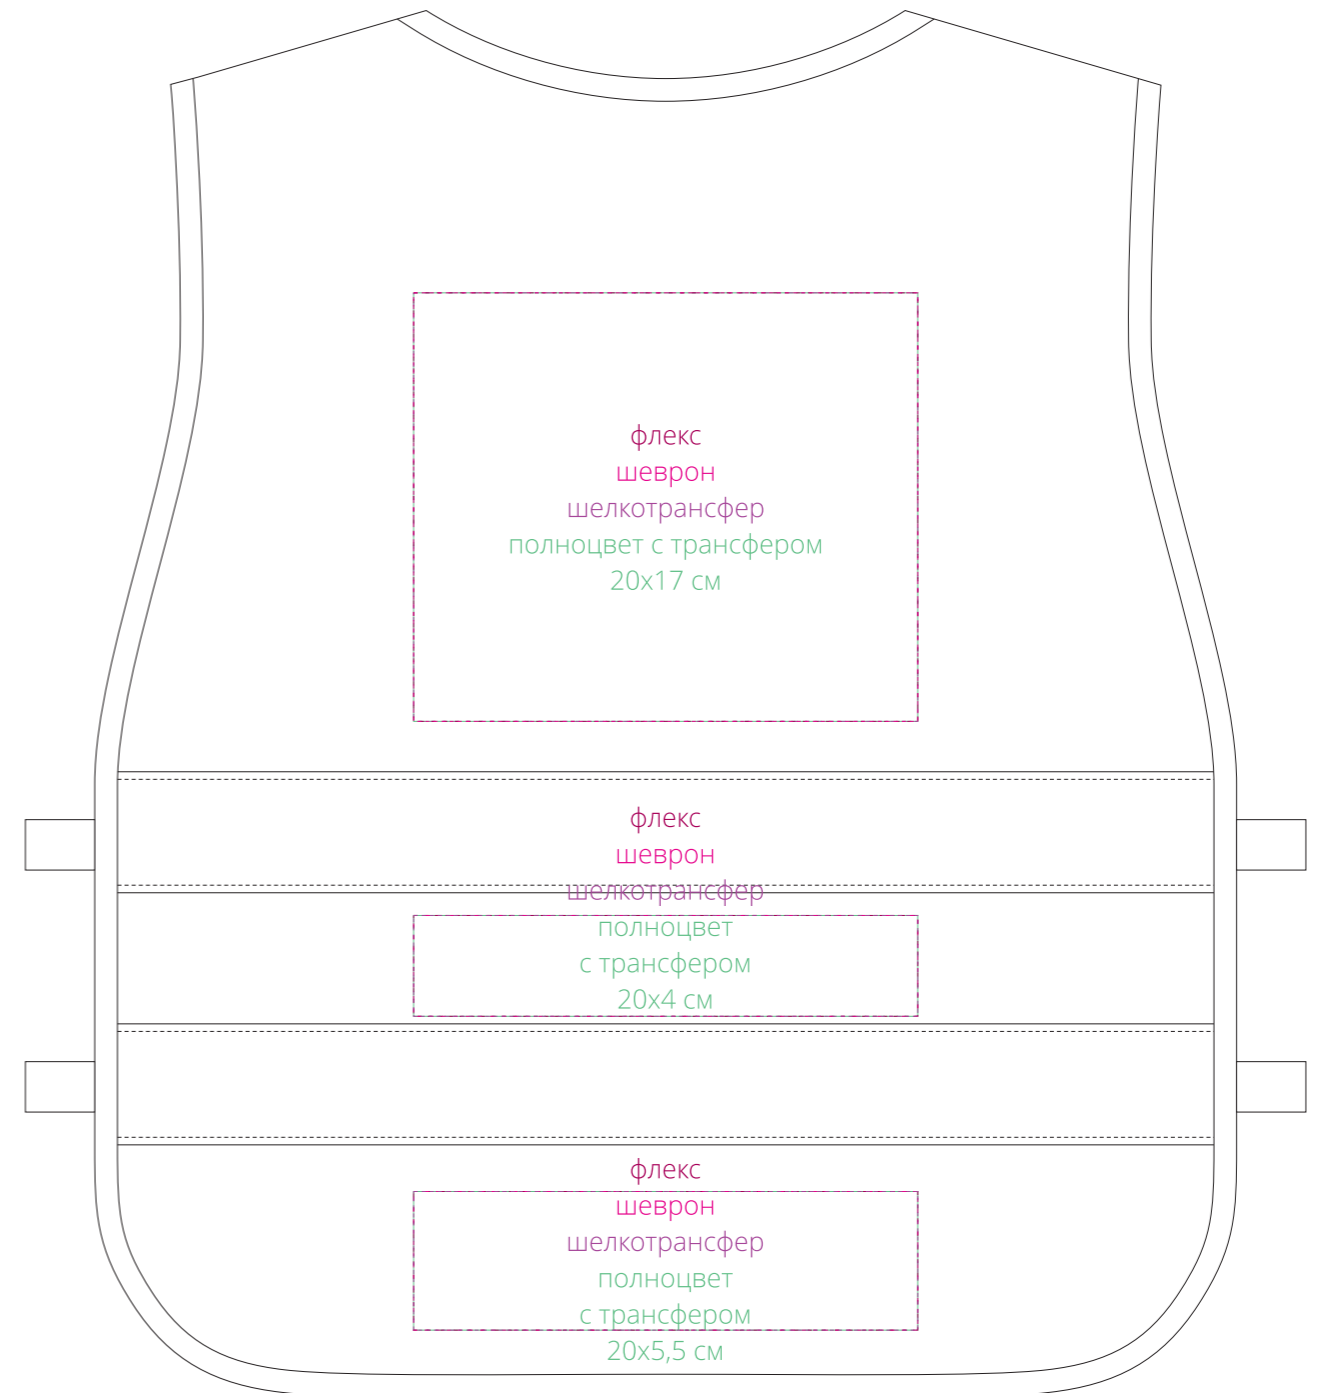 флекс
шеврон
шелкотрансфер
полноцвет с трансфером
20х17 см
флекс
шеврон
шелкотрансфер
полноцвет
с трансфером
20х4 см
флекс
шеврон
шелкотрансфер
полноцвет
с трансфером
20х5,5 см